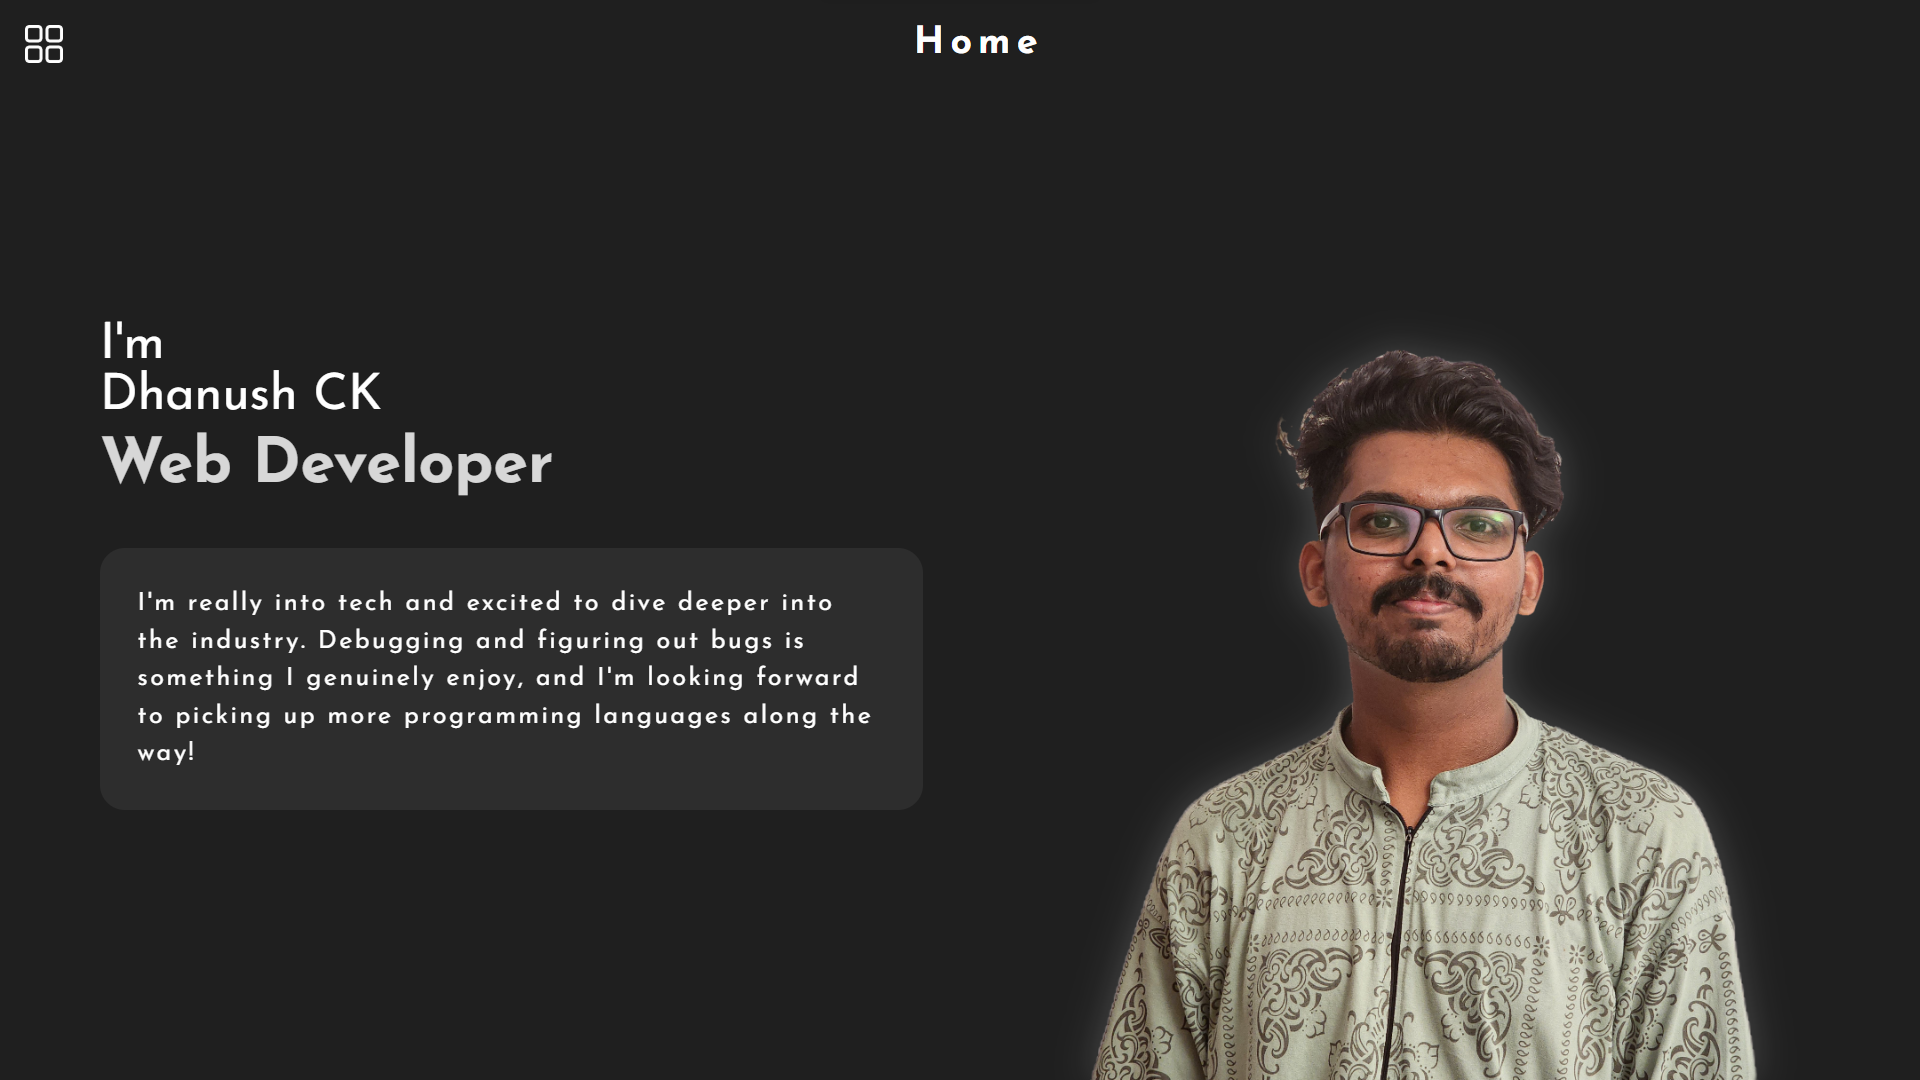 Home
I'm
Dhanush CK
Web Developer
I'm really into tech and excited to dive deeper into
the industry. Debugging and figuring out bugs is
something I genuinely enjoy, and I'm looking forward
to picking up more programming languages along the
way!